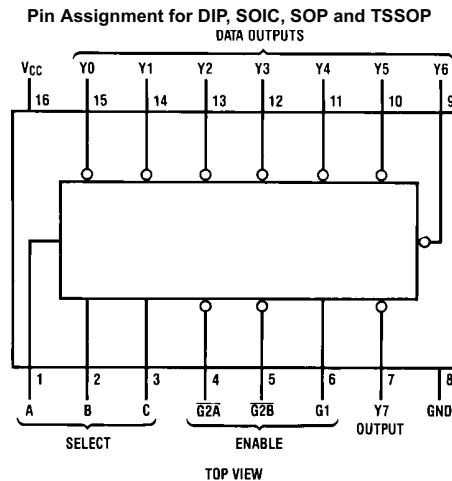 Pin Assignment for DIP, SOIC, SOP and TSSOP
DATA OUTPUTS
VCC Y0 Y1 Y2 Y3 Y4 Y5 Y6
16 15 14 13 12 11 10 9
1 2 3 4 5 6 7 8
A B C G2A G2B G1 Y7 GND
SELECT ENABLE OUTPUT
TOP VIEW